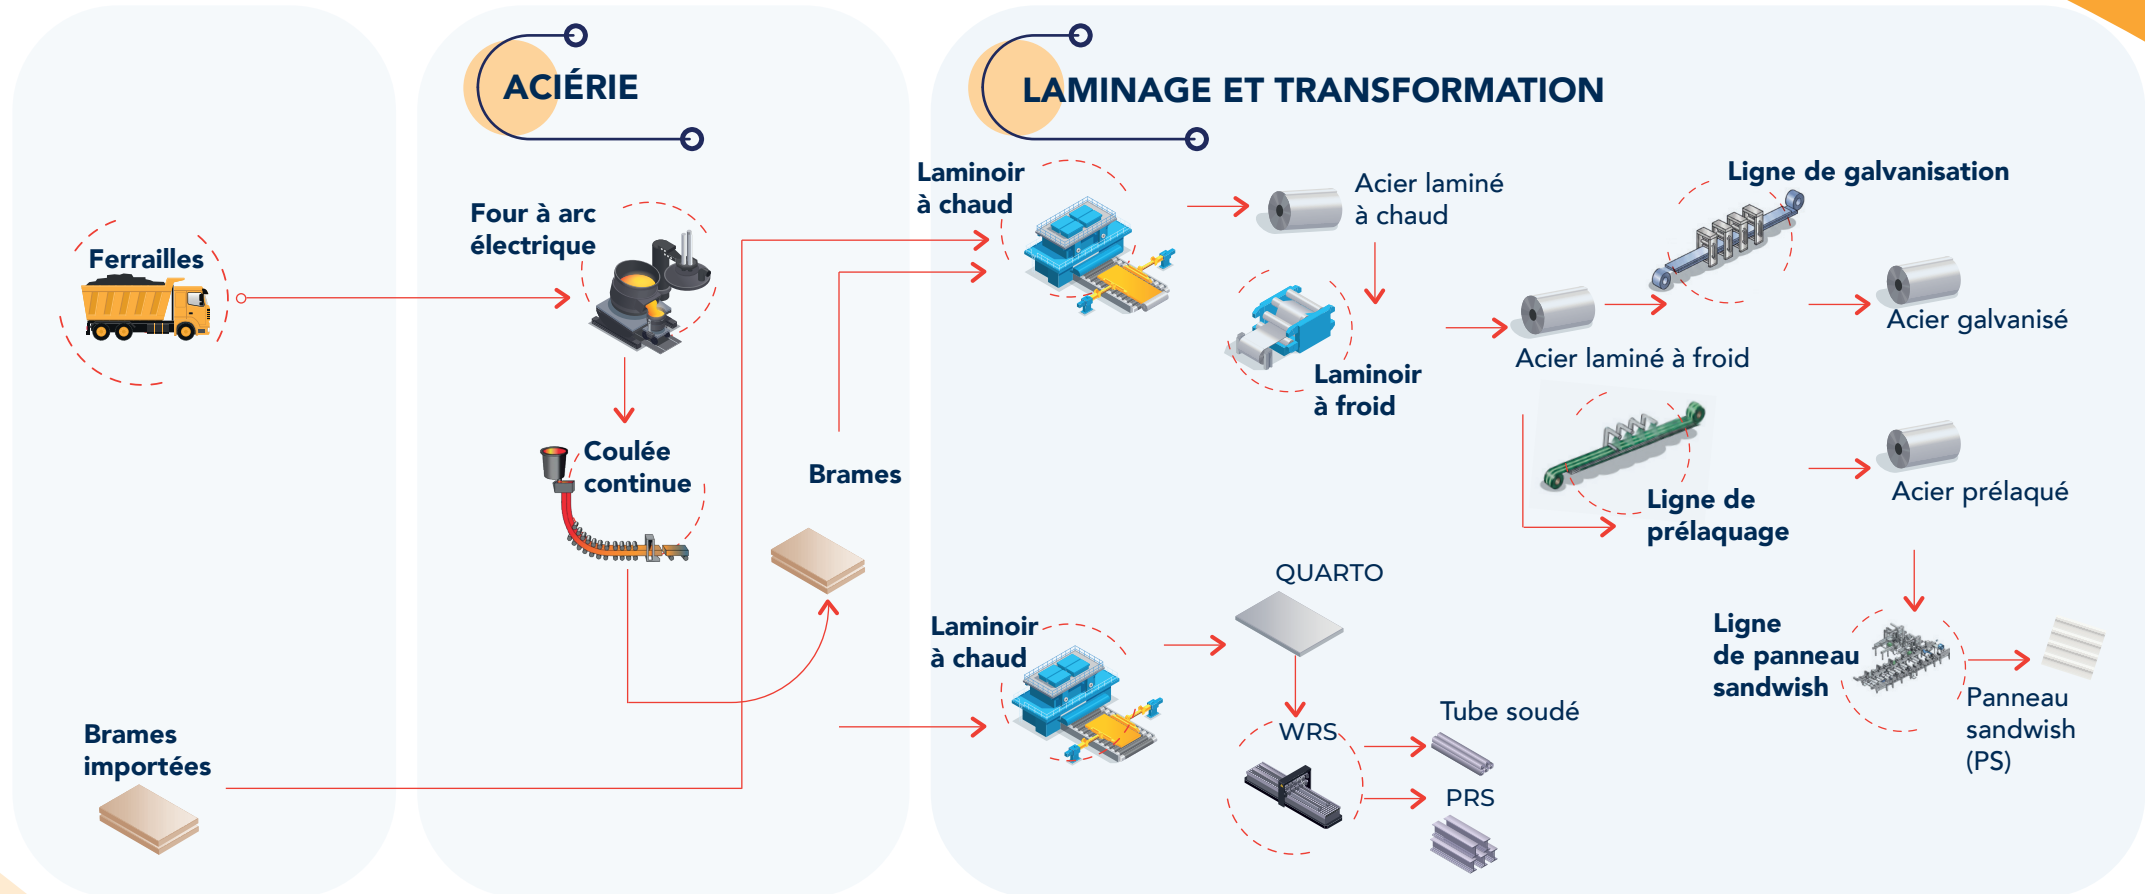 ACIÉRIE
LAMINAGE ET TRANSFORMATION
Ferrailles
Brames
importées
Four à arc
électrique
Coulée
continue
Brames
Laminoir
à chaud
Acier laminé
à chaud
Laminoir
à froid
Acier laminé à froid
Ligne de galvanisation
Acier galvanisé
Ligne de
prélaquage
Acier prélaqué
Ligne
de panneau
sandwish
Panneau
sandwish
(PS)
Laminoir
à chaud
QUARTO
WRS
Tube soudé
PRS